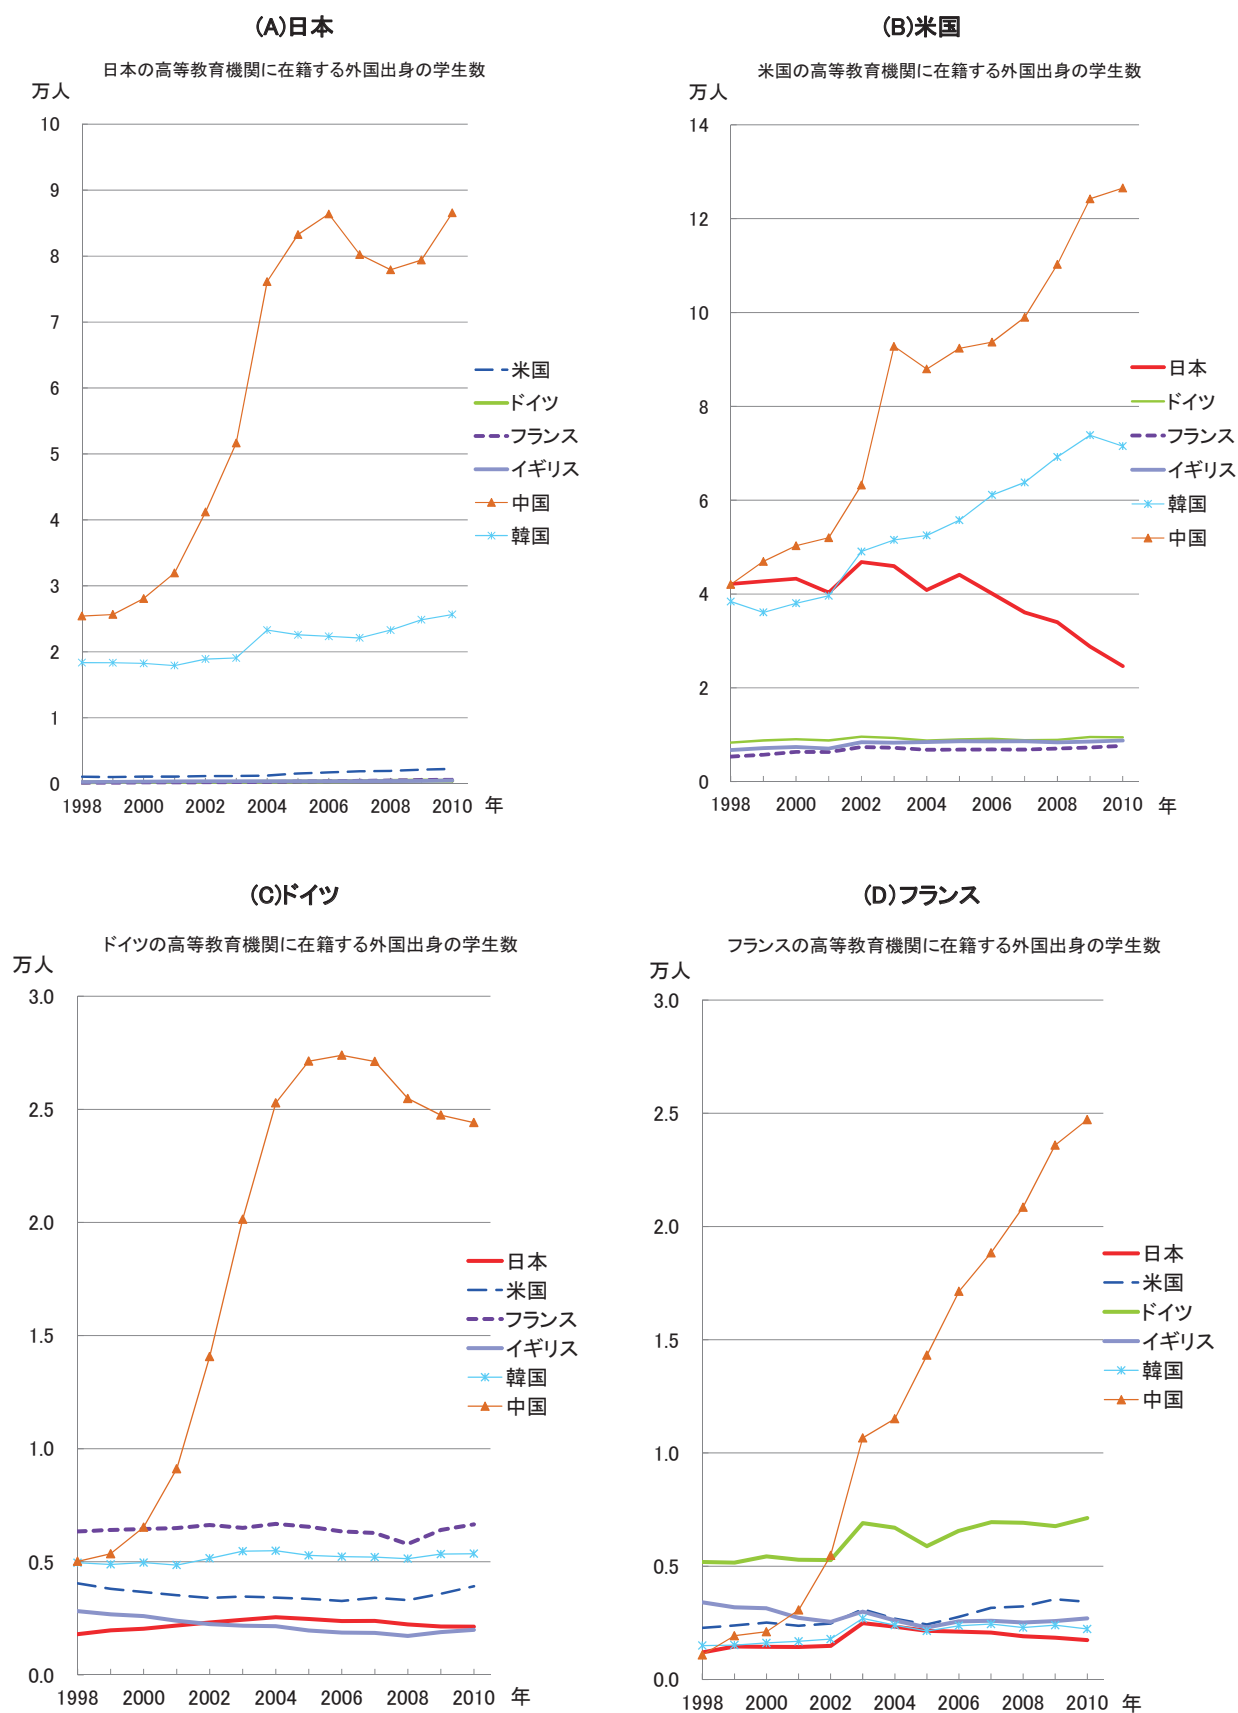 (A)日本
日本の高等教育機関に在籍する外国出身の学生数
万人
10
9
8
7
6
5
4
3
2
1
0
1998 2000 2002 2004 2006 2008 2010 年
米国
ドイツ
フランス
イギリス
中国
韓国
(B)米国
米国の高等教育機関に在籍する外国出身の学生数
万人
14
12
10
8
6
4
2
0
1998 2000 2002 2004 2006 2008 2010 年
日本
ドイツ
フランス
イギリス
韓国
中国
(C)ドイツ
ドイツの高等教育機関に在籍する外国出身の学生数
万人
3.0
2.5
2.0
1.5
1.0
0.5
0.0
1998 2000 2002 2004 2006 2008 2010 年
日本
米国
フランス
イギリス
韓国
中国
(D)フランス
フランスの高等教育機関に在籍する外国出身の学生数
万人
3.0
2.5
2.0
1.5
1.0
0.5
0.0
1998 2000 2002 2004 2006 2008 2010 年
日本
米国
ドイツ
イギリス
韓国
中国